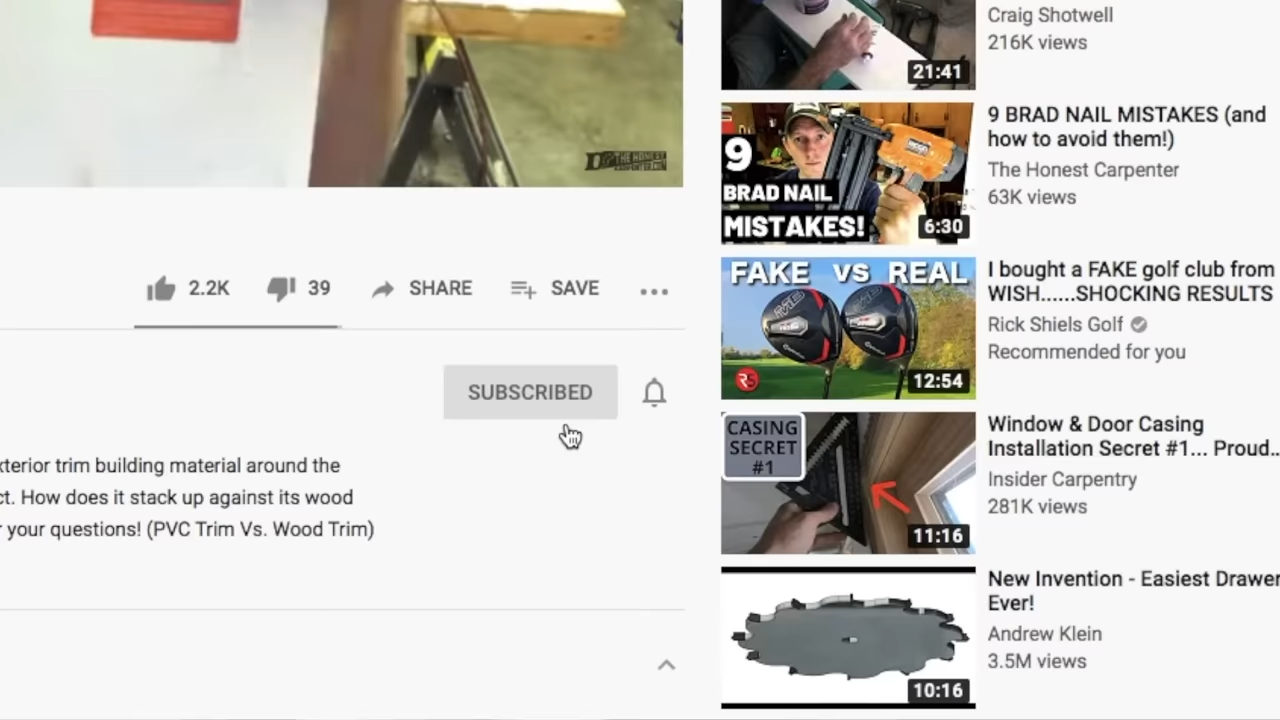 THE HONEST
CARPENTER
2.2K
39
SHARE
SAVE
SUBSCRIBED
xterior trim building material around the
ct. How does it stack up against its wood
r your questions! (PVC Trim Vs. Wood Trim)
21:41
Craig Shotwell
216K views
9
BRAD NAIL
MISTAKES!
6:30
9 BRAD NAIL MISTAKES (and
how to avoid them!)
The Honest Carpenter
63K views
FAKE VS REAL
RS
12:54
I bought a FAKE golf club from
WISH......SHOCKING RESULTS
Rick Shiels Golf
Recommended for you
CASING
SECRET
#1
11:16
Window & Door Casing
Installation Secret #1... Proud...
Insider Carpentry
281K views
10:16
New Invention - Easiest Drawer
Ever!
Andrew Klein
3.5M views